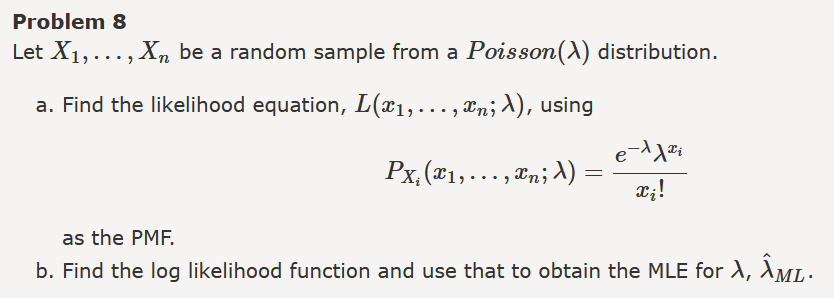 Problem 8
Let $X_1, \ldots, X_n$ be a random sample from a $Poisson(\lambda)$ distribution.
a. Find the likelihood equation, $L(x_1, \ldots, x_n; \lambda)$, using
$P_{X_i}(x_1, \ldots, x_n; \lambda) = \frac{e^{-\lambda}\lambda^{x_i}}{x_i!}$
as the PMF.
b. Find the log likelihood function and use that to obtain the MLE for $\lambda$, $\hat{\lambda}_{ML}$.